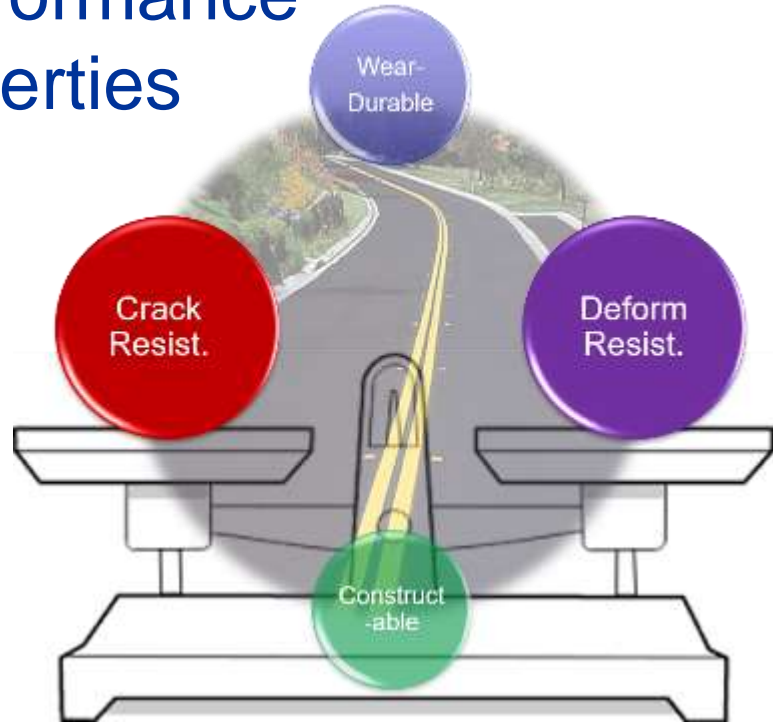 ormance
erties
Wear-
Durable
Crack
Resist.
Deform
Resist.
Construct
-able